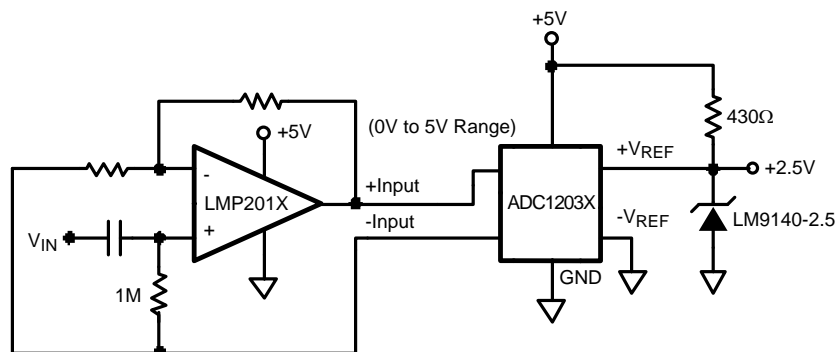 +5V
(0V to 5V Range)
430Ω
+5V
-
LMP201X
+
+Input
-Input
ADC1203X
+VREF
+2.5V
LM9140-2.5
-VREF
GND
VIN
1M